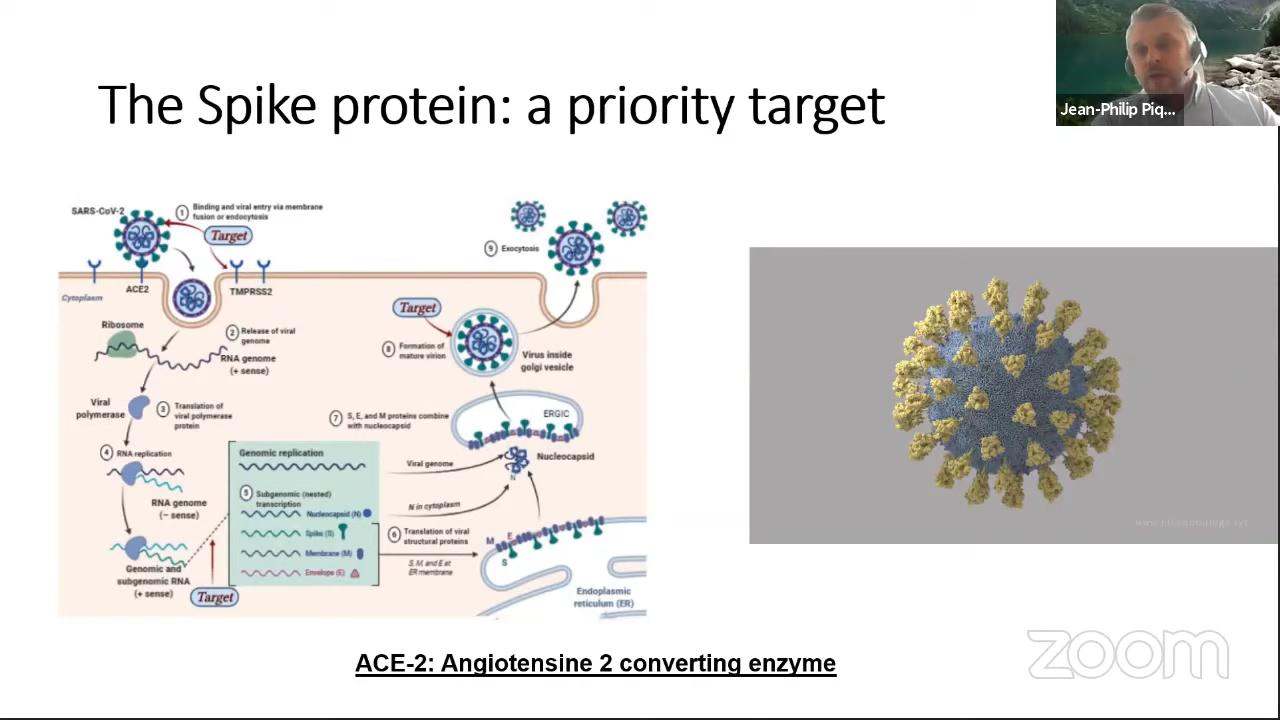 Jean-Philip Piq...
The Spike protein: a priority target
SARS-CoV-2
1 Binding and viral entry via membrane
fusion or endocytosis
Target
ACE2
TMPRSS2
Cytoplasm
Ribosome
2 Release of viral
genome
RNA genome
(+ sense)
Viral
polymerase
3 Translation of
viral polymerase
protein
4 RNA replication
RNA genome
(− sense)
Genomic and
subgenomic RNA
(+ sense)
Target
Genomic replication
5 Subgenomic (nested)
transcription
Nucleocapsid (N)
Spike (S)
Membrane (M)
Envelope (E)
Viral genome
N in cytoplasm
6 Translation of viral
structural proteins
S, M, and E at
ER membrane
M E
S
Endoplasmic
reticulum (ER)
7 S, E, and M proteins combine
with nucleocapsid
ERGIC
Nucleocapsid
N
Target
8 Formation of
mature virion
Virus inside
golgi vesicle
9 Exocytosis
ACE-2: Angiotensine 2 converting enzyme
zoom